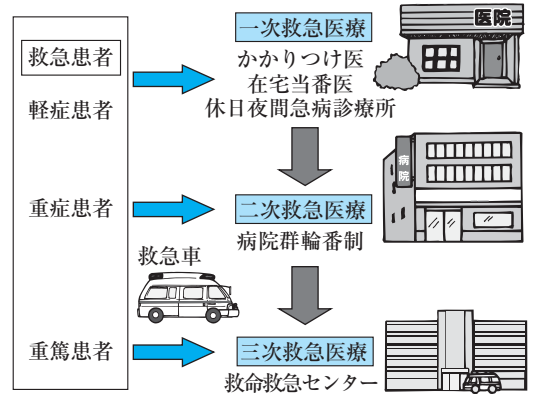 救急患者
軽症患者
重症患者
救急車
重篤患者
一次救急医療
かかりつけ医
在宅当番医
休日夜間急病診療所
医院
二次救急医療
病院群輪番制
病院
三次救急医療
救命救急センター